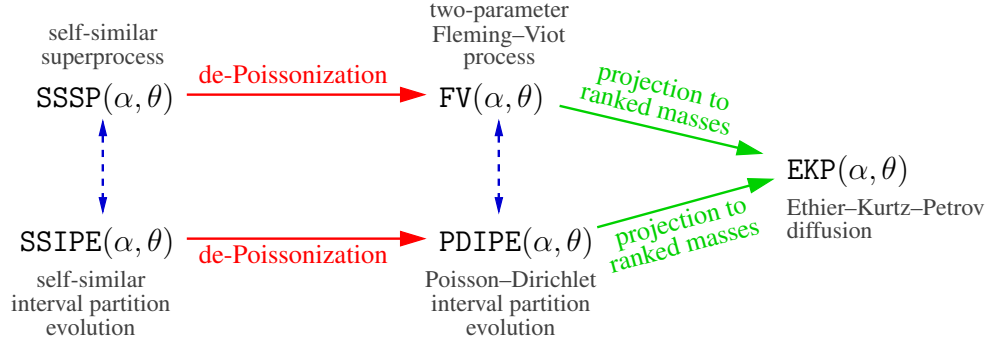 self-similar
superprocess
SSSP(α, θ)
de-Poissonization
two-parameter
Fleming–Viot
process
FV(α, θ)
projection to
ranked masses
EKP(α, θ)
Ethier–Kurtz–Petrov
diffusion
SSIPE(α, θ)
self-similar
interval partition
evolution
de-Poissonization
PDIPE(α, θ)
Poisson–Dirichlet
interval partition
evolution
projection to
ranked masses